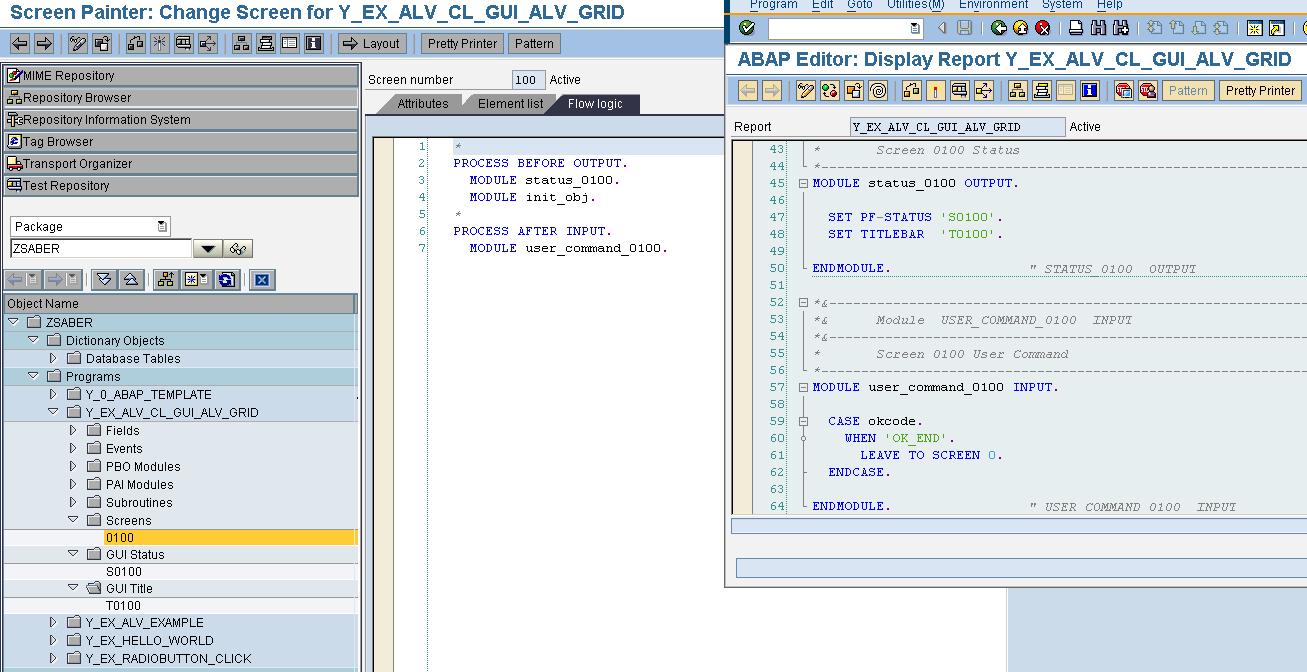 Screen Painter: Change Screen for Y_EX_ALV_CL_GUI_ALV_GRID
Layout Pretty Printer Pattern
MIME Repository
Repository Browser
Repository Information System
Tag Browser
Transport Organizer
Test Repository
Package
ZSABER
Object Name
ZSABER
Dictionary Objects
Database Tables
Programs
Y_0_ABAP_TEMPLATE
Y_EX_ALV_CL_GUI_ALV_GRID
Fields
Events
PBO Modules
PAI Modules
Subroutines
Screens
0100
GUI Status
S0100
GUI Title
T0100
Y_EX_ALV_EXAMPLE
Y_EX_HELLO_WORLD
Y_EX_RADIOBUTTON_CLICK
Screen number 100 Active
Attributes Element list Flow logic
1 *
2 PROCESS BEFORE OUTPUT.
3 MODULE status_0100.
4 MODULE init_obj.
5 *
6 PROCESS AFTER INPUT.
7 MODULE user_command_0100.
Program Edit Goto Utilities(M) Environment System Help
ABAP Editor: Display Report Y_EX_ALV_CL_GUI_ALV_GRID
Pattern Pretty Printer
Report Y_EX_ALV_CL_GUI_ALV_GRID Active
43 * Screen 0100 Status
44 *----------------------------------------------------------------
45 MODULE status_0100 OUTPUT.
46
47 SET PF-STATUS 'S0100'.
48 SET TITLEBAR 'T0100'.
49
50 ENDMODULE. " STATUS_0100 OUTPUT
51
52 *&---------------------------------------------------------------
53 *& Module USER_COMMAND_0100 INPUT
54 *&---------------------------------------------------------------
55 * Screen 0100 User Command
56 *----------------------------------------------------------------
57 MODULE user_command_0100 INPUT.
58
59 CASE okcode.
60 WHEN 'OK_END'.
61 LEAVE TO SCREEN 0.
62 ENDCASE.
63
64 ENDMODULE. " USER_COMMAND_0100 INPUT